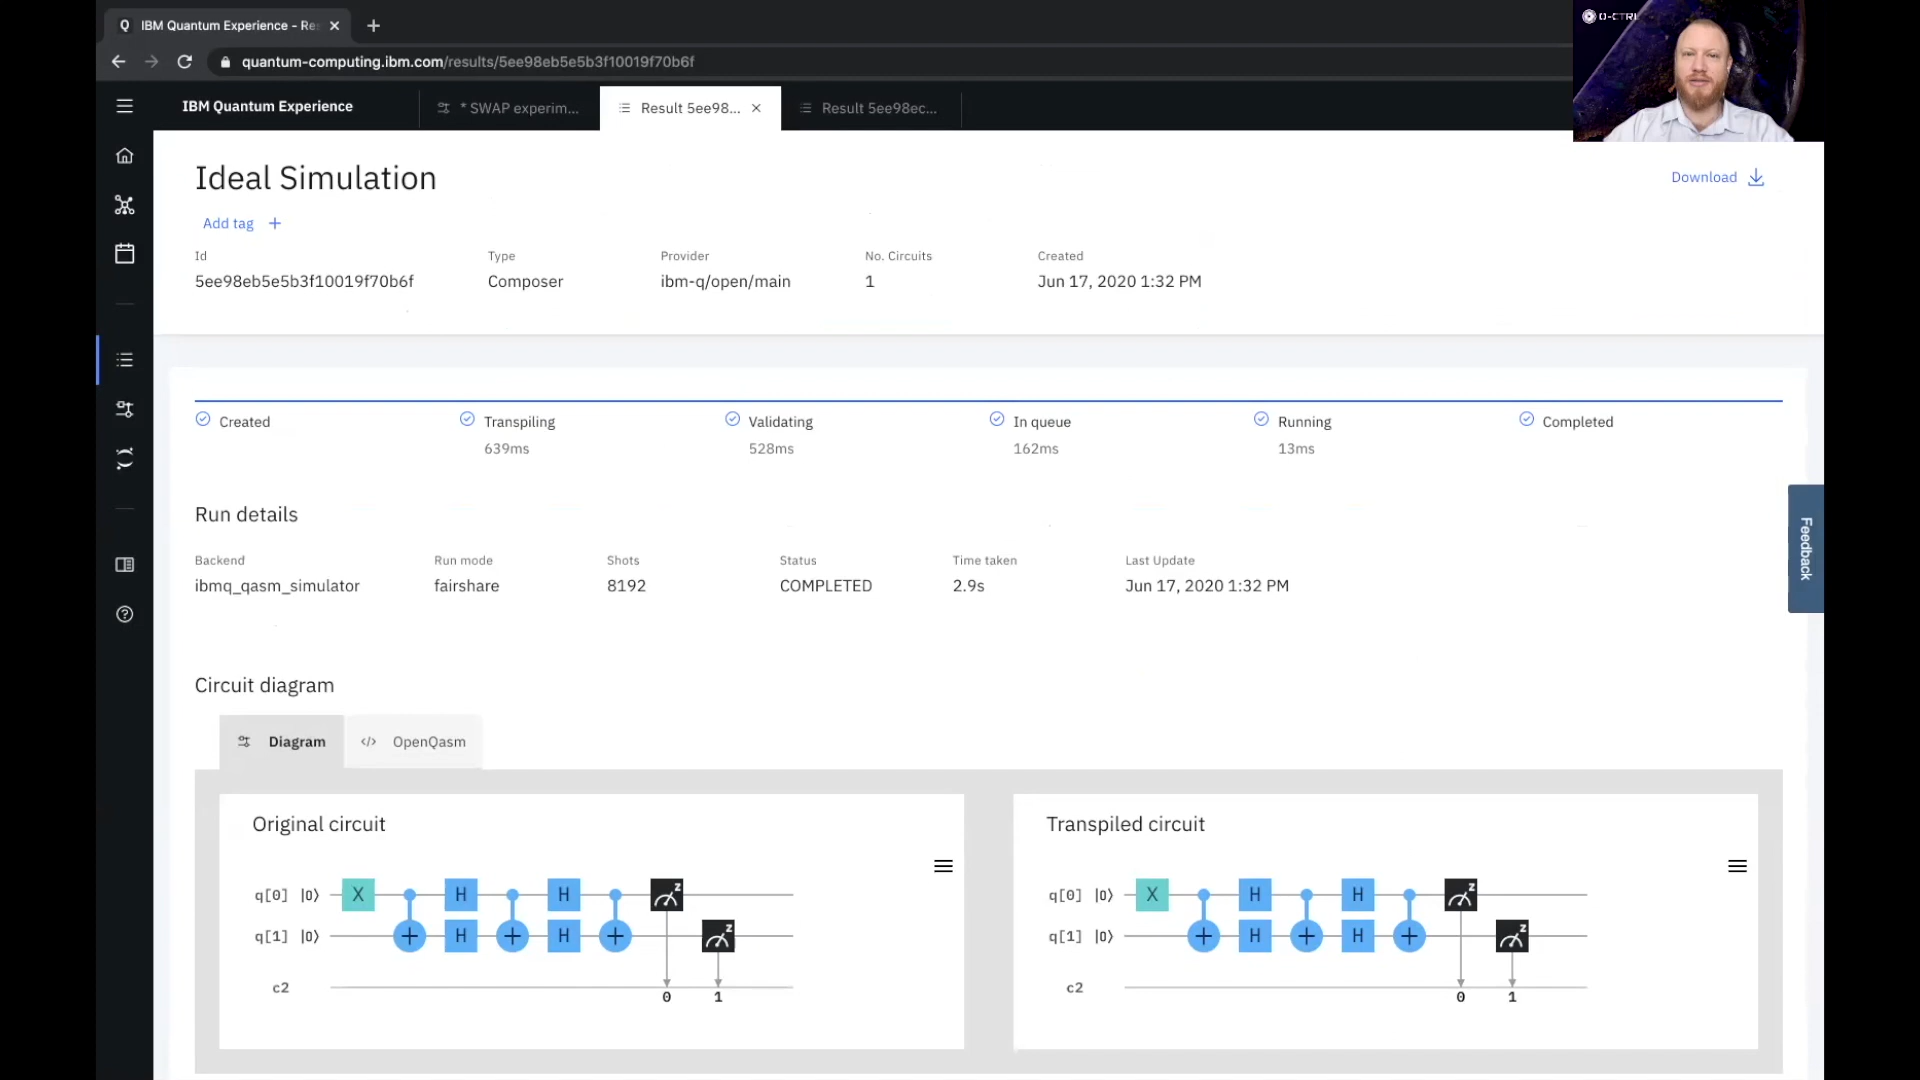 Q IBM Quantum Experience - Re
quantum-computing.ibm.com/results/5ee98eb5e5b3f10019f70b6f
Q-CTRL
IBM Quantum Experience
* SWAP experim...
Result 5ee98...
Result 5ee98ec...
Ideal Simulation
Download
Add tag +
Id Type Provider No. Circuits Created
5ee98eb5e5b3f10019f70b6f Composer ibm-q/open/main 1 Jun 17, 2020 1:32 PM
Created Transpiling Validating In queue Running Completed
639ms 528ms 162ms 13ms
Feedback
Run details
Backend Run mode Shots Status Time taken Last Update
ibmq_qasm_simulator fairshare 8192 COMPLETED 2.9s Jun 17, 2020 1:32 PM
Circuit diagram
Diagram </> OpenQasm
Original circuit Transpiled circuit
q[0] |0⟩ X H H z q[0] |0⟩ X H H z
q[1] |0⟩ + H + H + z q[1] |0⟩ + H + H + z
c2 c2
0 1 0 1